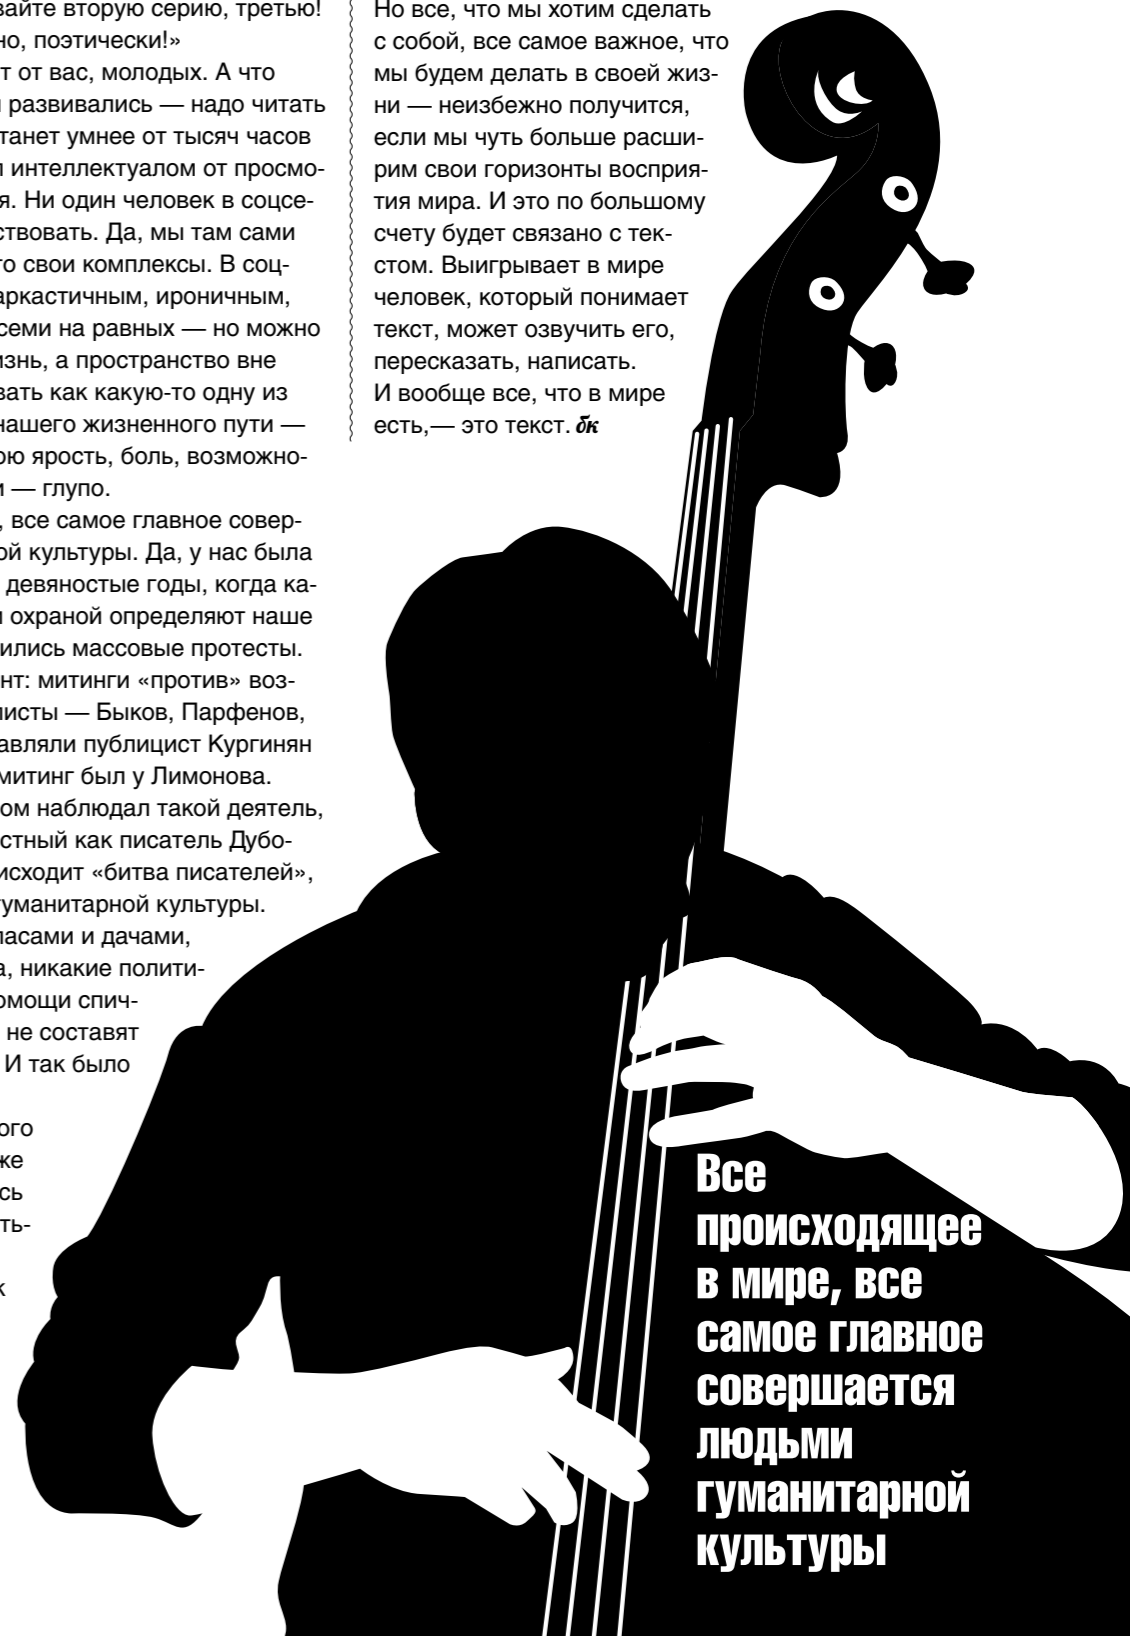 вайте вторую серию, третью!
но, поэтически!»
т от вас, молодых. А что
развивались — надо читать
танет умнее от тысяч часов
интеллектуалом от просмо-
я. Ни один человек в соцсе-
ствовать. Да, мы там сами
го свои комплексы. В соц-
аркастичным, ироничным,
семи на равных — но можно
изнь, а пространство вне
вать как какую-то одну из
нашего жизненного пути —
ою ярость, боль, возможно-
и — глупо.
, все самое главное совер-
ой культуры. Да, у нас была
девяностые годы, когда ка-
охраной определяют наше
ились массовые протесты.
нт: митинги «против» воз-
листы — Быков, Парфенов,
авляли публицист Кургинян
митинг был у Лимонова.
ом наблюдал такой деятель,
стный как писатель Дубо-
исходит «битва писателей»,
гуманитарной культуры.
ласами и дачами,
а, никакие полити-
омощи спич-
не составят
И так было
ого
же
сь
ть-
к
Но все, что мы хотим сделать
с собой, все самое важное, что
мы будем делать в своей жиз-
ни — неизбежно получится,
если мы чуть больше расши-
рим свои горизонты восприя-
тия мира. И это по большому
счету будет связано с тек-
стом. Выигрывает в мире
человек, который понимает
текст, может озвучить его,
пересказать, написать.
И вообще все, что в мире
есть,— это текст. бк
Все
происходящее
в мире, все
самое главное
совершается
людьми
гуманитарной
культуры